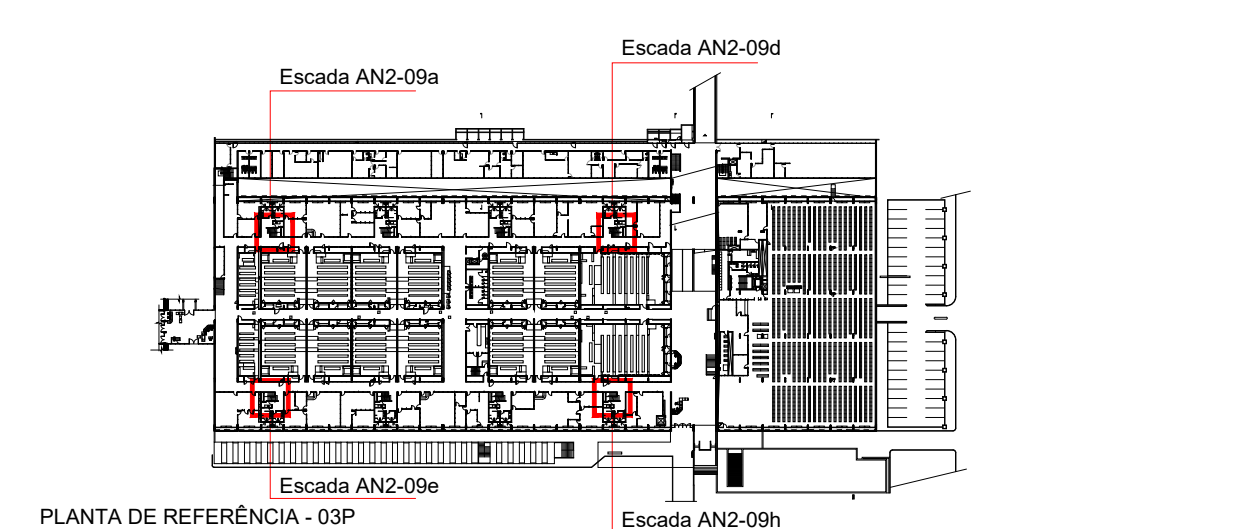 Escada AN2-09d
Escada AN2-09a
Escada AN2-09e
PLANTA DE REFERÊNCIA - 03P
Escada AN2-09h